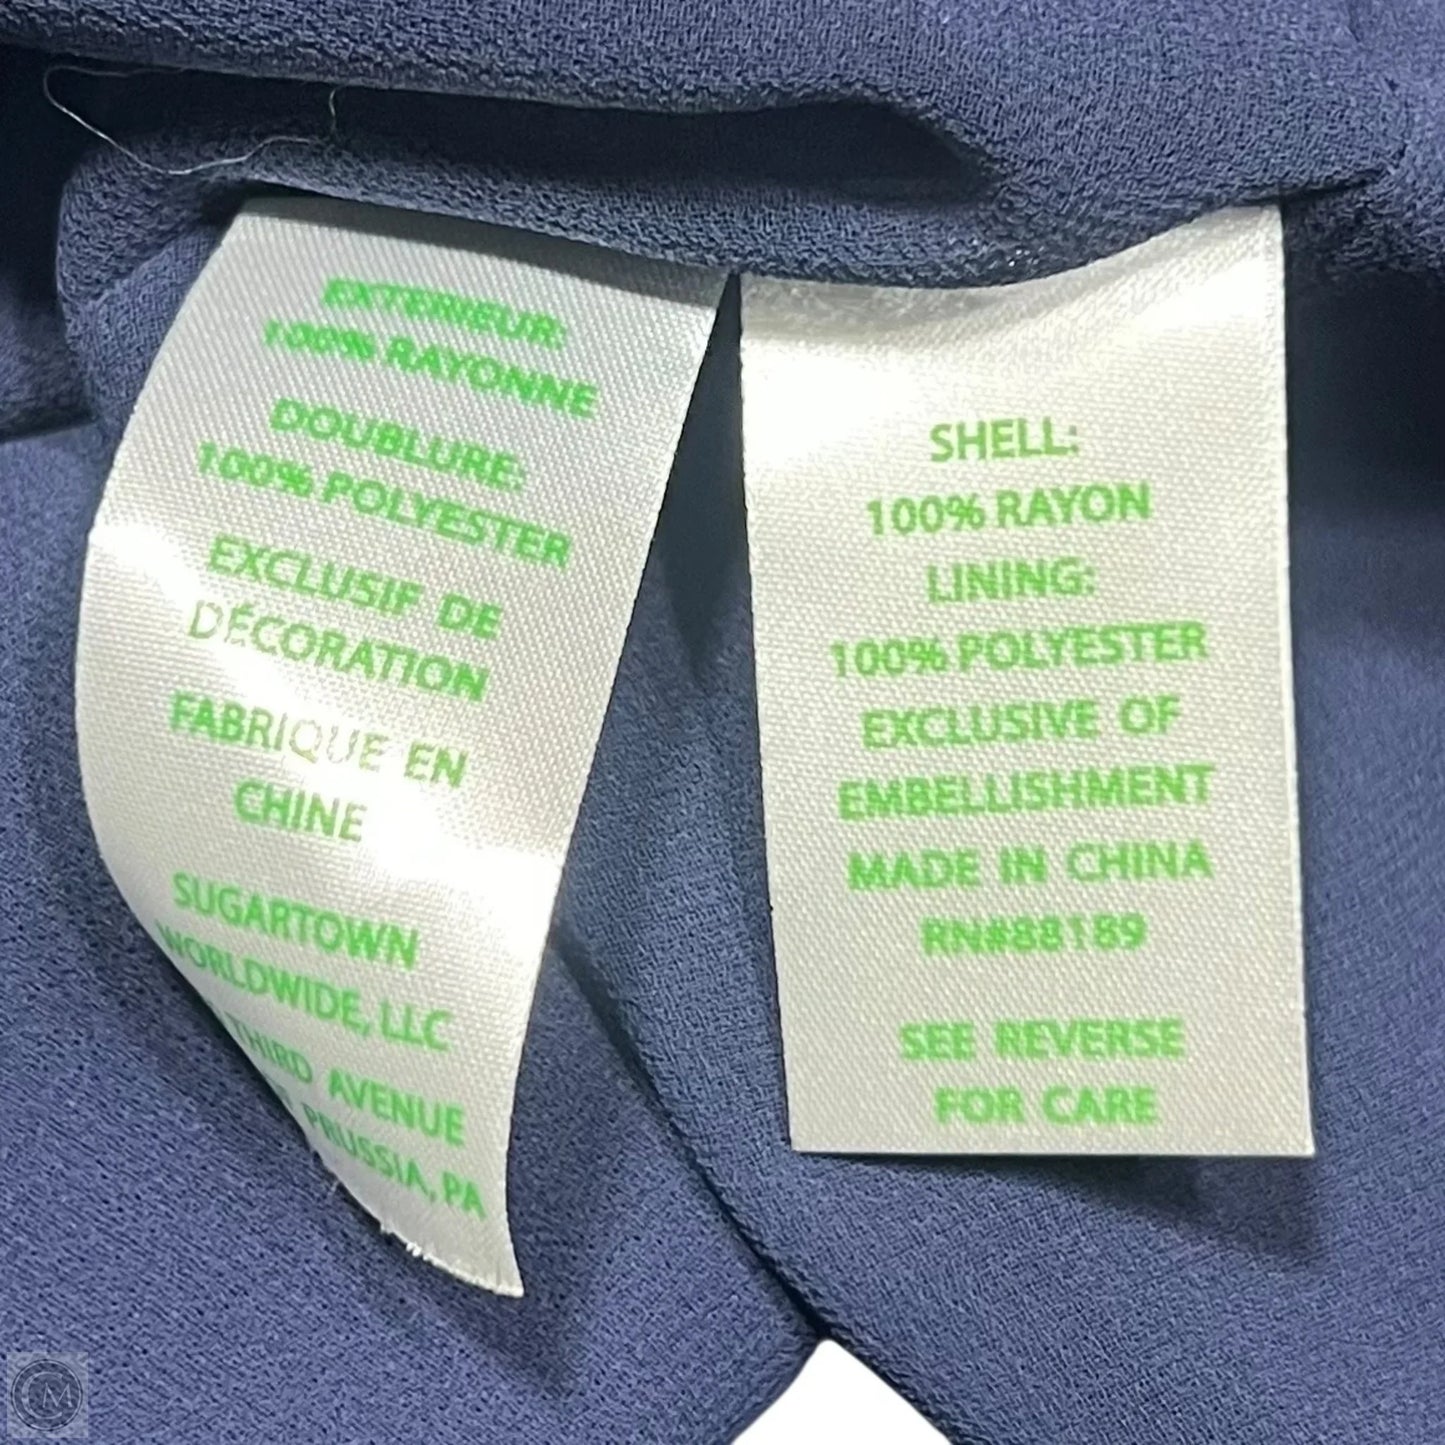 EXTERIEUR:
100% RAYONNE
DOUBLURE:
100% POLYESTER
EXCLUSIF DE
DÉCORATION
FABRIQUE EN
CHINE
SUGARTOWN
WORLDWIDE, LLC
THIRD AVENUE
PRUSSIA, PA
SHELL:
100% RAYON
LINING:
100% POLYESTER
EXCLUSIVE OF
EMBELLISHMENT
MADE IN CHINA
RN#88189
SEE REVERSE
FOR CARE